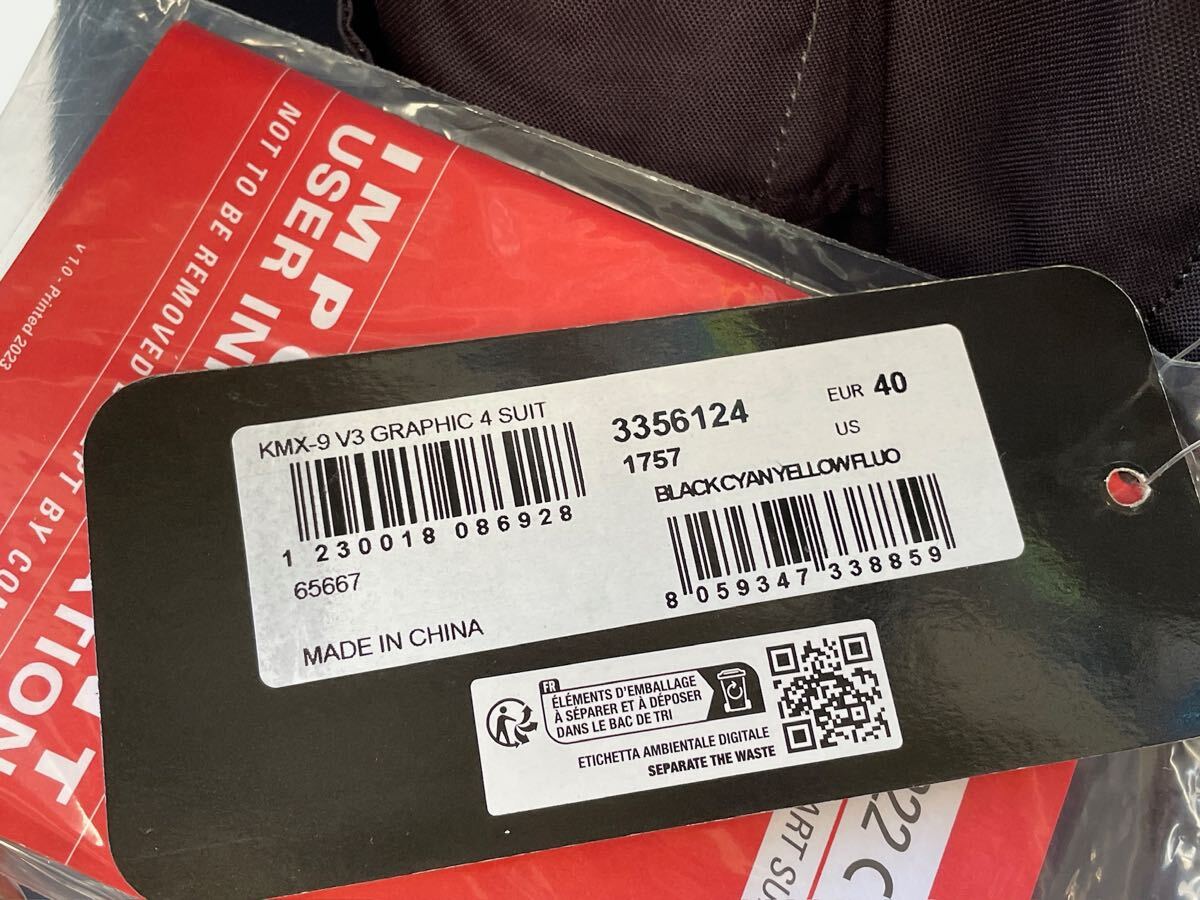 NOT TO BE REMOVED
BY
IMP
USER IN
v 1.0 - Printed 2023
KMX-9 V3 GRAPHIC 4 SUIT
3356124
EUR 40
1757
US
BLACKCYANYELLOWFLUO
1 230018 086928
65667
8 059347 338859
MADE IN CHINA
FR
ÉLÉMENTS D'EMBALLAGE
À SÉPARER ET À DÉPOSER
DANS LE BAC DE TRI
ETICHETTA AMBIENTALE DIGITALE
SEPARATE THE WASTE